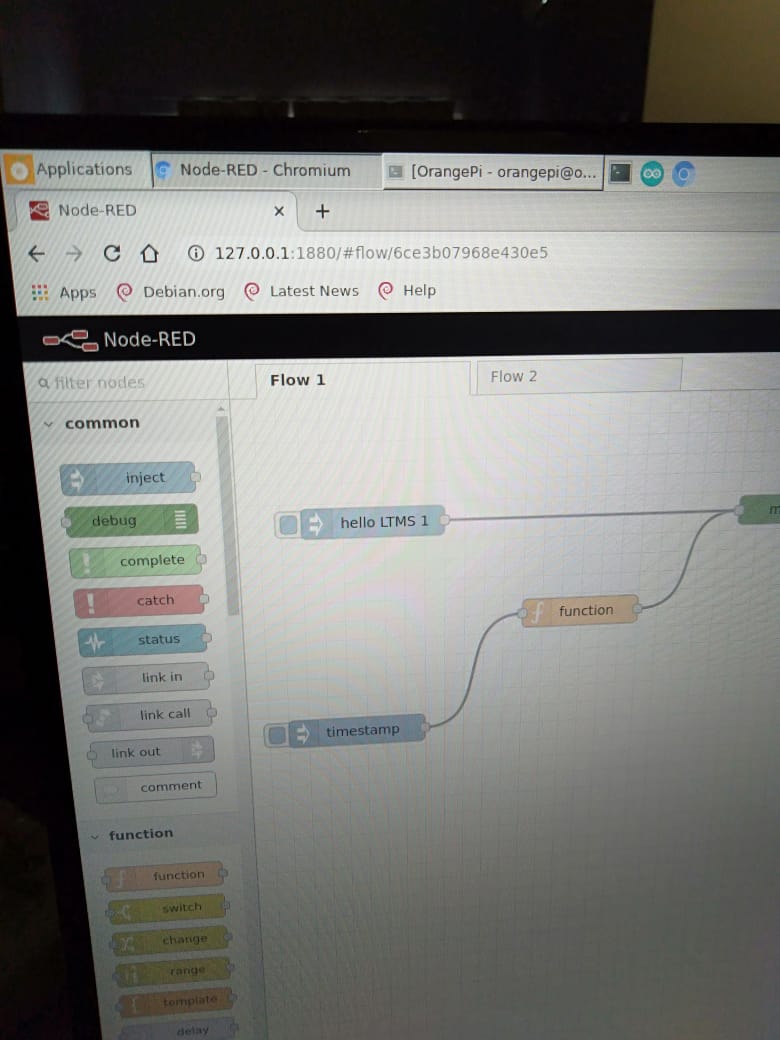 Applications
Node-RED - Chromium
[OrangePi - orangepi@o...
Node-RED
127.0.0.1:1880/#flow/6ce3b07968e430e5
Apps
Debian.org
Latest News
Help
Node-RED
filter nodes
Flow 1
Flow 2
common
inject
debug
complete
catch
status
link in
link call
link out
comment
function
function
switch
change
range
template
delay
hello LTMS 1
m
function
timestamp